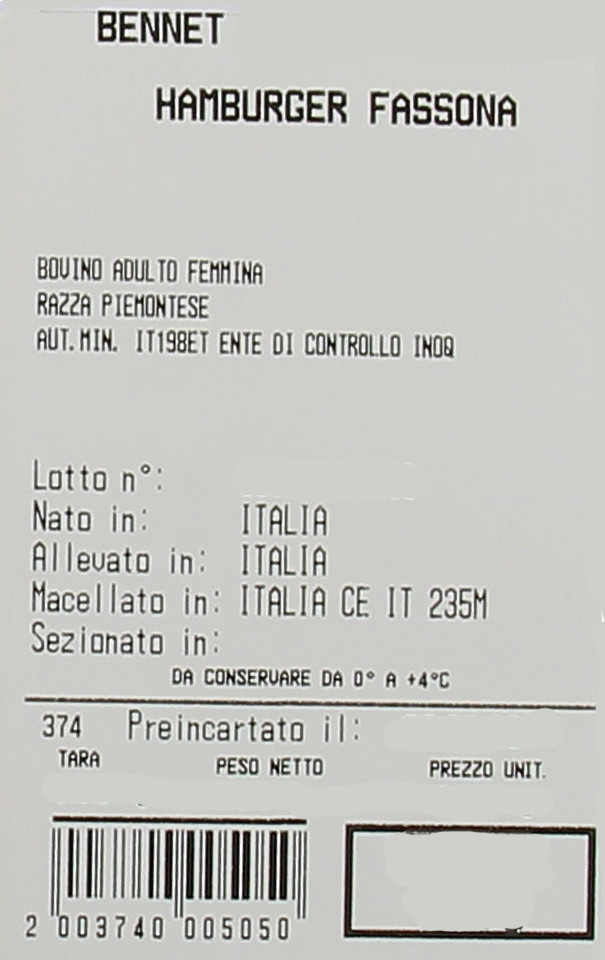 BENNET
HAMBURGER FASSONA
BOVINO ADULTO FEMMINA
RAZZA PIEMONTESE
AUT.MIN. IT198ET ENTE DI CONTROLLO INOQ
Lotto n°:
Nato in: ITALIA
Allevato in: ITALIA
Macellato in: ITALIA CE IT 235M
Sezionato in:
DA CONSERVARE DA 0° A +4°C
374 Preincartato il:
TARA PESO NETTO PREZZO UNIT.
2 003740 005050